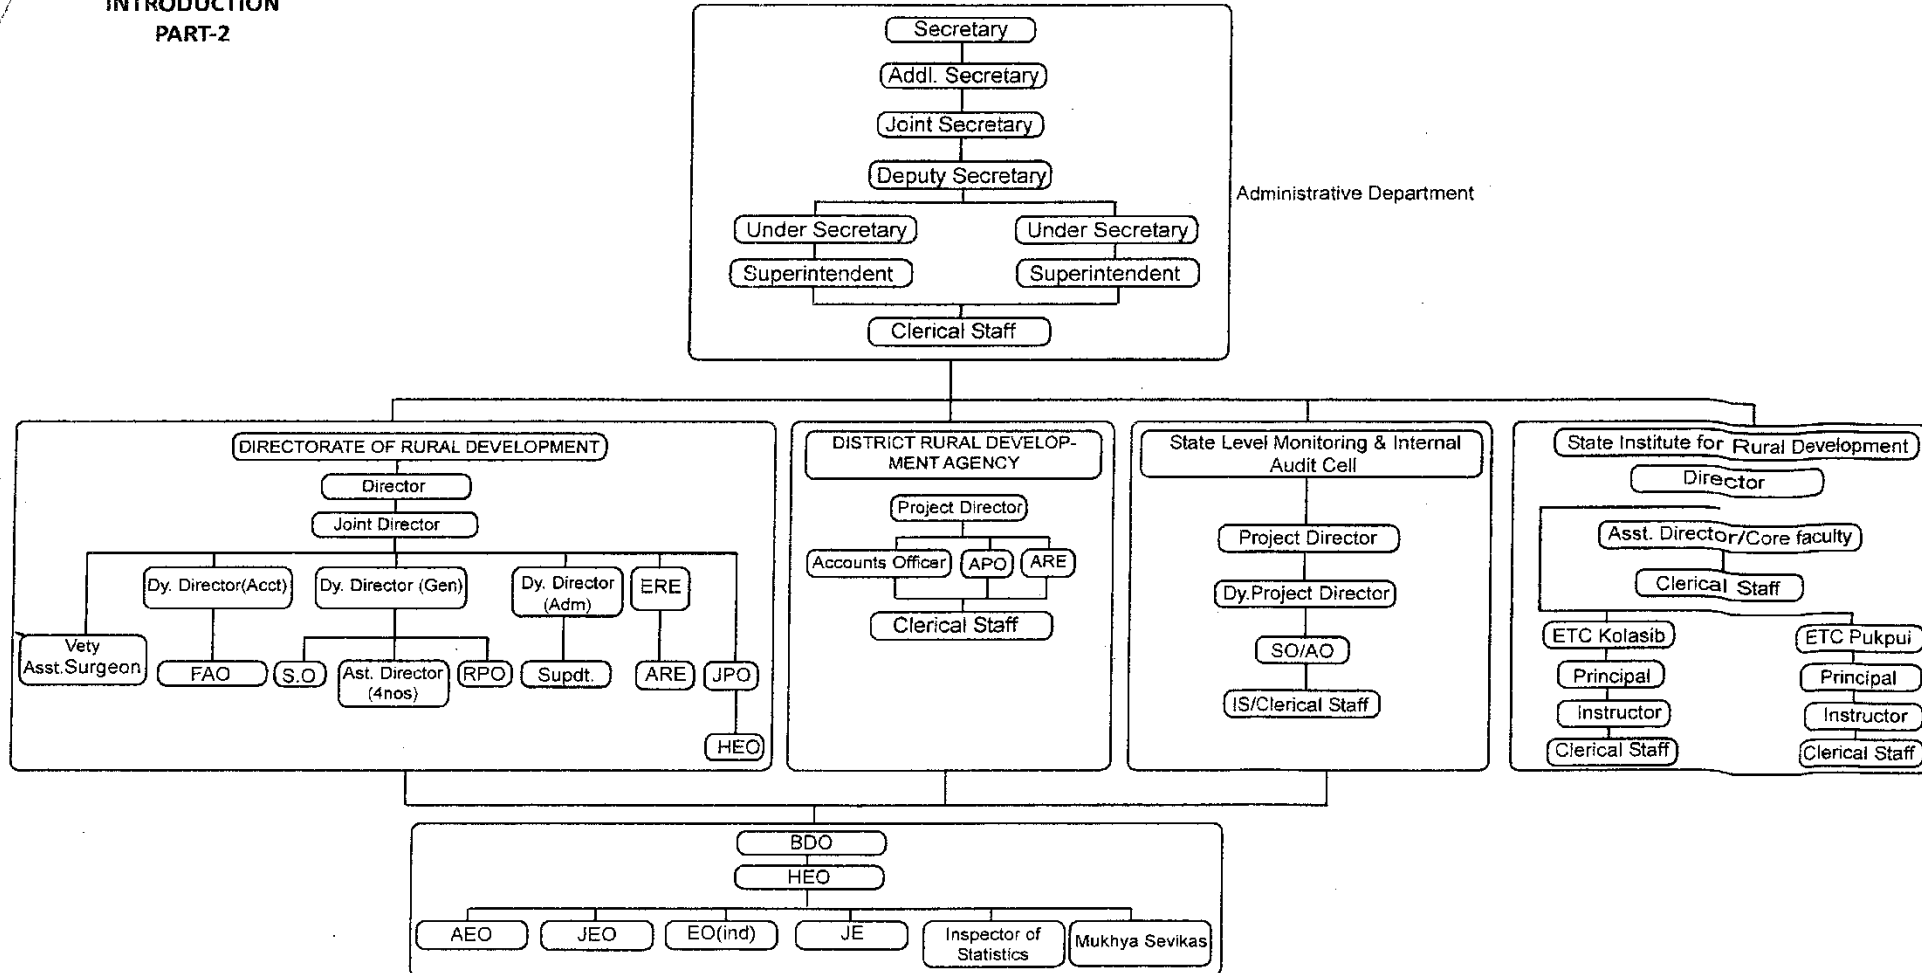 INTRODUCTION
PART-2
Secretary
Addl. Secretary
Joint Secretary
Deputy Secretary
Administrative Department
Under Secretary
Under Secretary
Superintendent
Superintendent
Clerical Staff
DIRECTORATE OF RURAL DEVELOPMENT
Director
Joint Director
Dy. Director(Acct)
Dy. Director (Gen)
Dy. Director
(Adm)
ERE
Vety
Asst.Surgeon
FAO
S.O
Ast. Director
(4nos)
RPO
Supdt.
ARE
JPO
HEO
DISTRICT RURAL DEVELOP-
MENT AGENCY
Project Director
Accounts Officer
APO
ARE
Clerical Staff
State Level Monitoring & Internal
Audit Cell
Project Director
Dy.Project Director
SO/AO
IS/Clerical Staff
State Institute for Rural Development
Director
Asst. Director/Core faculty
Clerical Staff
ETC Kolasib
Principal
Instructor
Clerical Staff
ETC Pukpui
Principal
Instructor
Clerical Staff
BDO
HEO
AEO
JEO
EO(ind)
JE
Inspector of
Statistics
Mukhya Sevikas